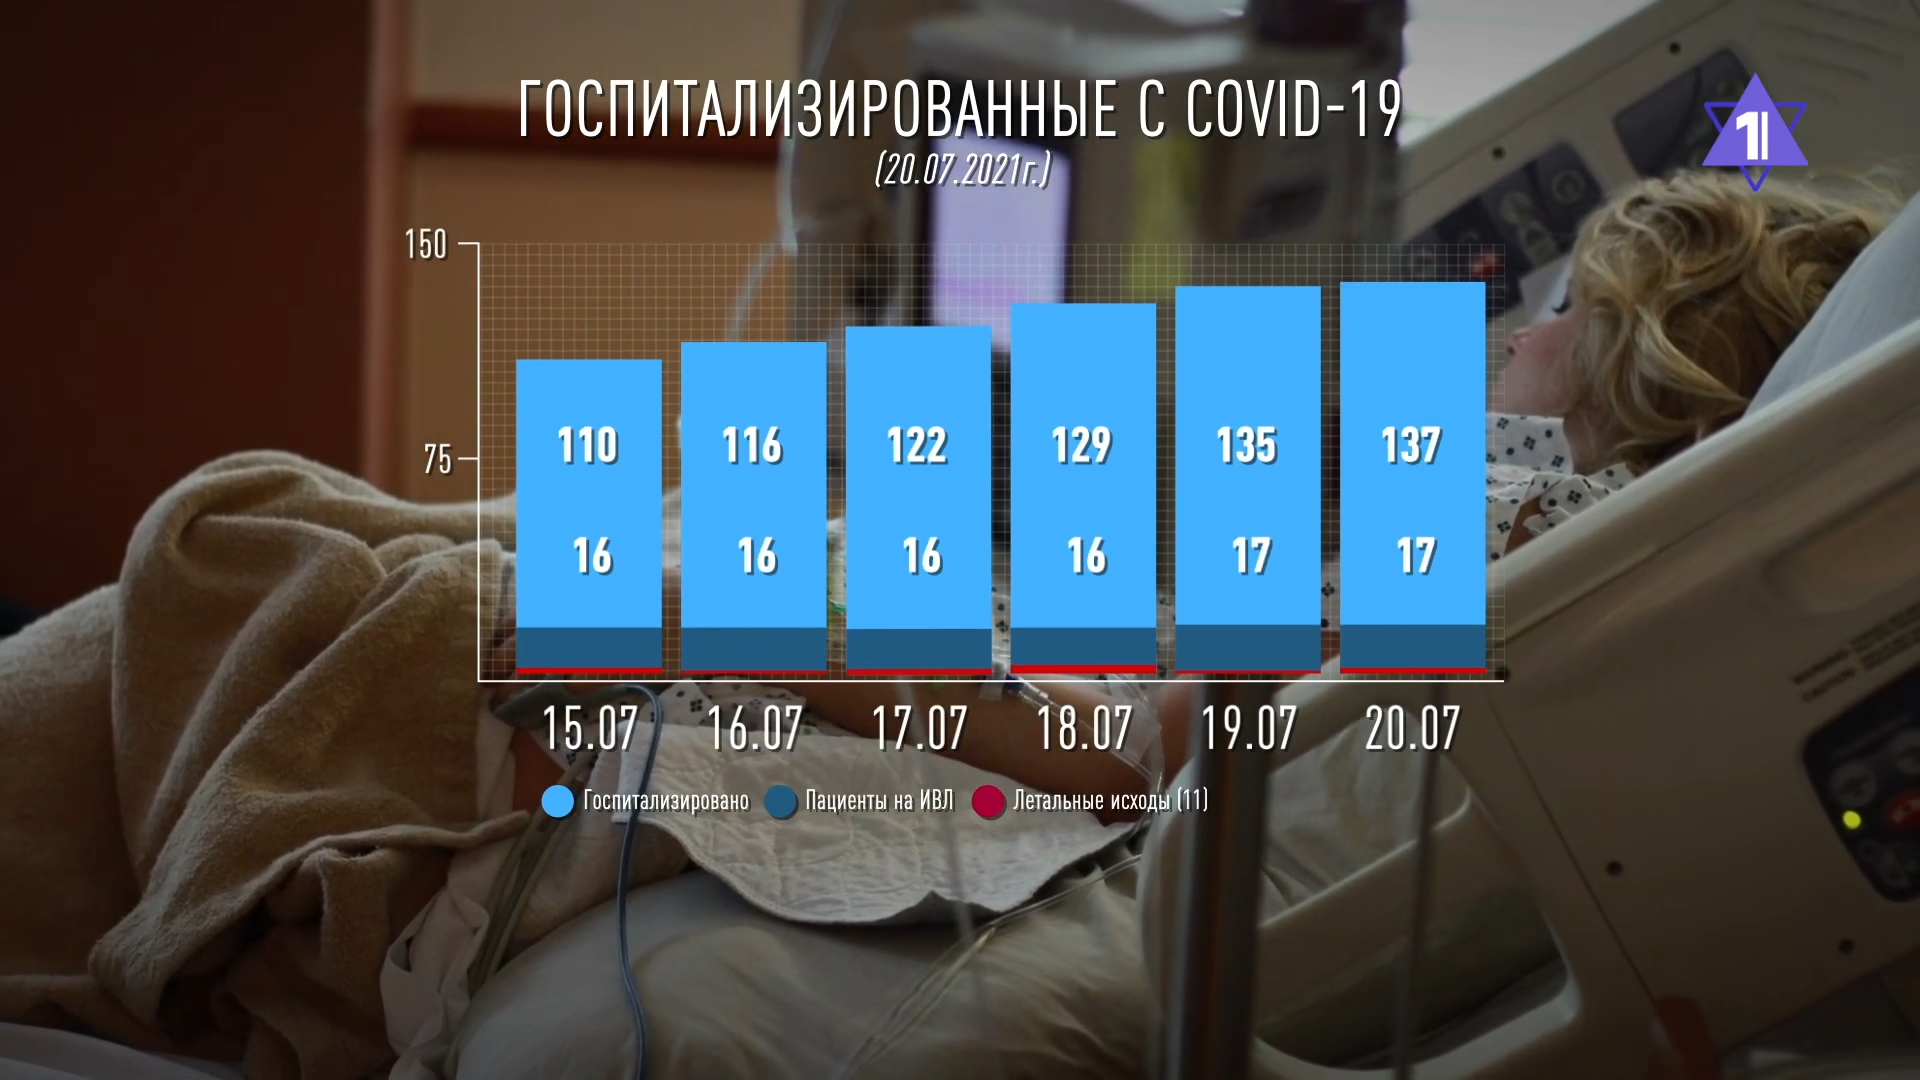 ГОСПИТАЛИЗИРОВАННЫЕ С COVID-19
(20.07.2021г.)
150
75
110 116 122 129 135 137
16 16 16 16 17 17
15.07 16.07 17.07 18.07 19.07 20.07
Госпитализировано Пациенты на ИВЛ Летальные исходы (11)